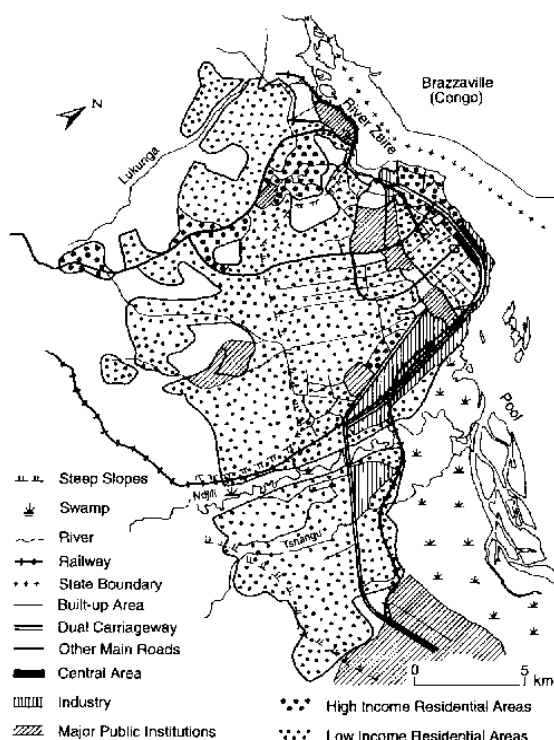 N
Brazzaville
(Congo)
River Zaire
Lukunga
Pool
Ndjili
Tshangu
Steep Slopes
Swamp
River
Railway
State Boundary
Built-up Area
Dual Carriageway
Other Main Roads
Central Area
Industry
Major Public Institutions
0 5
km
High Income Residential Areas
Low Income Residential Areas